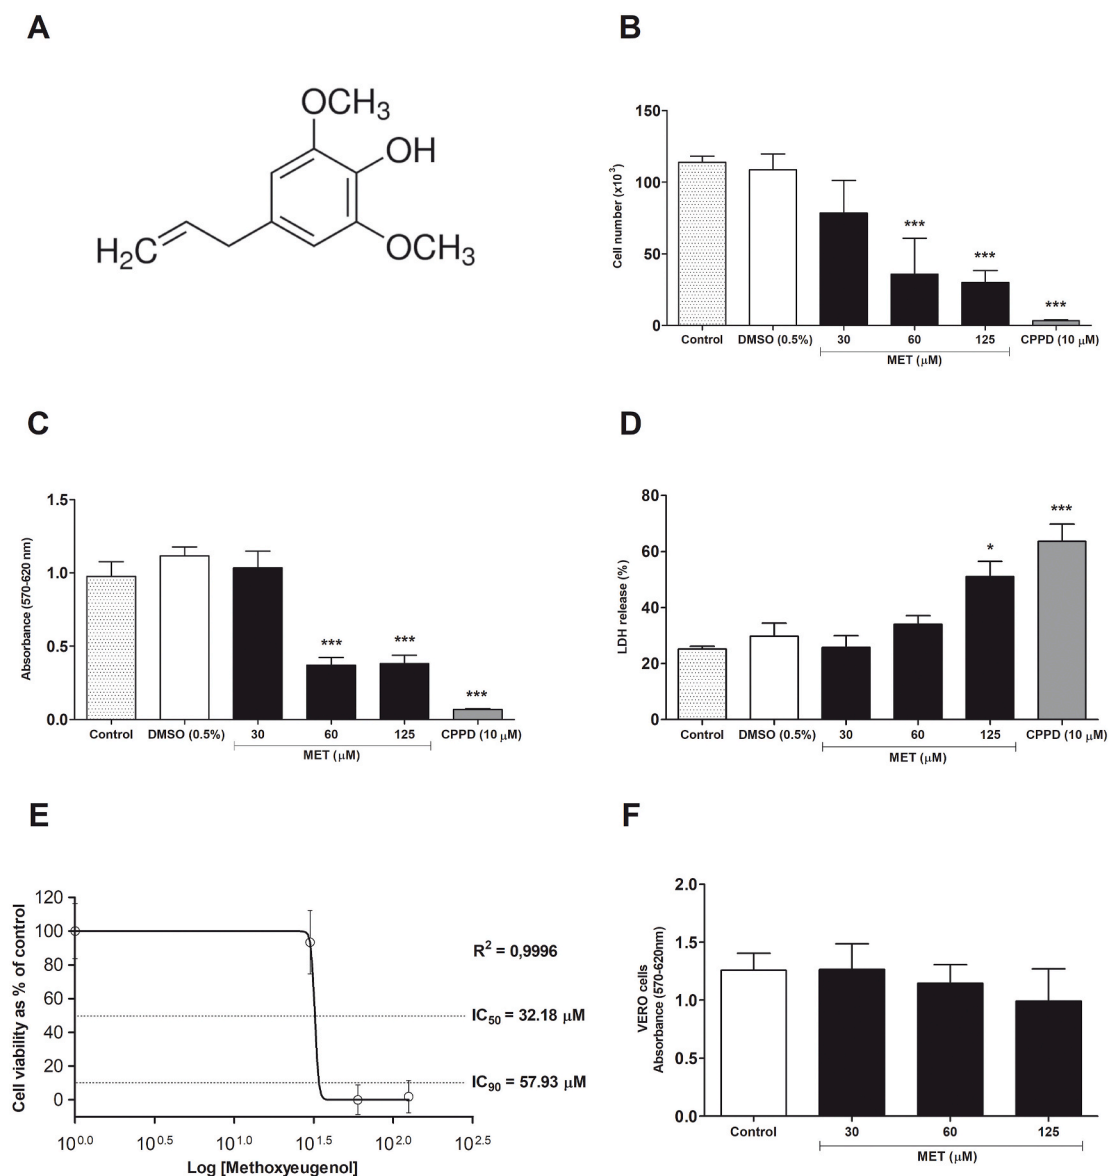 A
OCH3
OH
H2C
OCH3
B
150
100
50
0
Cell number (x10^3)
***
***
***
Control
DMSO (0.5%)
30
60
125
CPPD (10 µM)
MET (µM)
C
1.5
1.0
0.5
0.0
Absorbance (570-620 nm)
***
***
***
Control
DMSO (0.5%)
30
60
125
CPPD (10 µM)
MET (µM)
D
80
60
40
20
0
LDH release (%)
*
***
Control
DMSO (0.5%)
30
60
125
CPPD (10 µM)
MET (µM)
E
120
100
80
60
40
20
0
Cell viability as % of control
R2 = 0,9996
IC50 = 32.18 µM
IC90 = 57.93 µM
10^0.0
10^0.5
10^1.0
10^1.5
10^2.0
10^2.5
Log [Methoxyeugenol]
F
2.0
1.5
1.0
0.5
0.0
VERO cells
Absorbance (570-620nm)
Control
30
60
125
MET (µM)